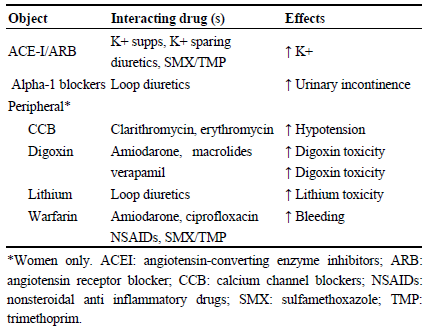 Object Interacting drug (s) Effects
K+ supps, K+ sparing
ACE-I/ARB diuretics, SMX/TMP ↑ K+
Alpha-1 blockers Loop diuretics ↑ Urinary incontinence
Peripheral*
CCB Clarithromycin, erythromycin ↑ Hypotension
Digoxin Amiodarone, macrolides ↑ Digoxin toxicity
verapamil ↑ Digoxin toxicity
Lithium Loop diuretics ↑ Lithium toxicity
Warfarin Amiodarone, ciprofloxacin ↑ Bleeding
NSAIDs, SMX/TMP
*Women only. ACEI: angiotensin-converting enzyme inhibitors; ARB:
angiotensin receptor blocker; CCB: calcium channel blockers; NSAIDs:
nonsteroidal anti inflammatory drugs; SMX: sulfamethoxazole; TMP:
trimethoprim.